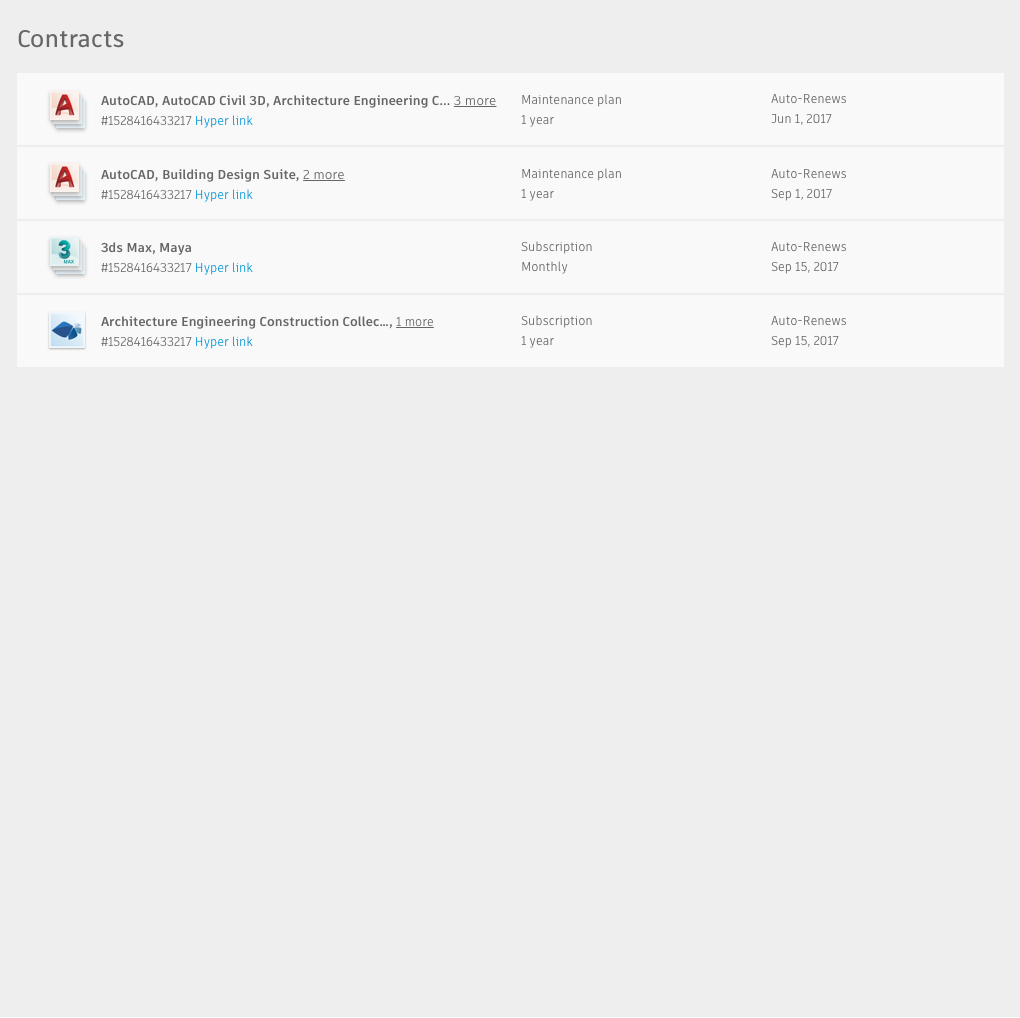 Contracts
AutoCAD, AutoCAD Civil 3D, Architecture Engineering C... 3 more
#1528416433217 Hyper link
Maintenance plan
1 year
Auto-Renews
Jun 1, 2017
AutoCAD, Building Design Suite, 2 more
#1528416433217 Hyper link
Maintenance plan
1 year
Auto-Renews
Sep 1, 2017
3
MAX
3ds Max, Maya
#1528416433217 Hyper link
Subscription
Monthly
Auto-Renews
Sep 15, 2017
Architecture Engineering Construction Collec..., 1 more
#1528416433217 Hyper link
Subscription
1 year
Auto-Renews
Sep 15, 2017